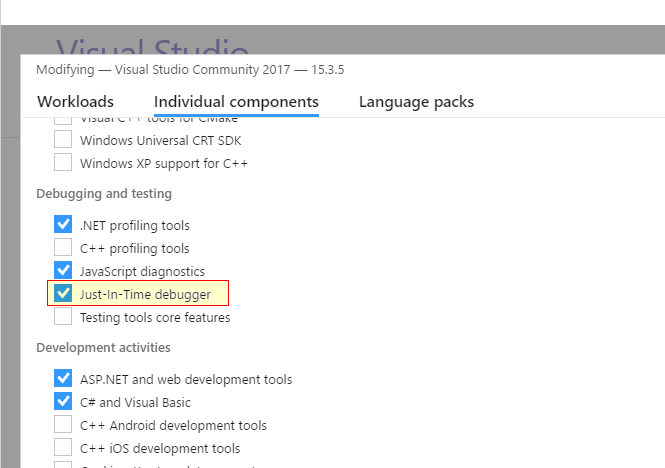 Visual Studio
Modifying — Visual Studio Community 2017 — 15.3.5
Workloads Individual components Language packs
Visual C++ tools for CMake
Windows Universal CRT SDK
Windows XP support for C++
Debugging and testing
.NET profiling tools
C++ profiling tools
JavaScript diagnostics
Just-In-Time debugger
Testing tools core features
Development activities
ASP.NET and web development tools
C# and Visual Basic
C++ Android development tools
C++ iOS development tools